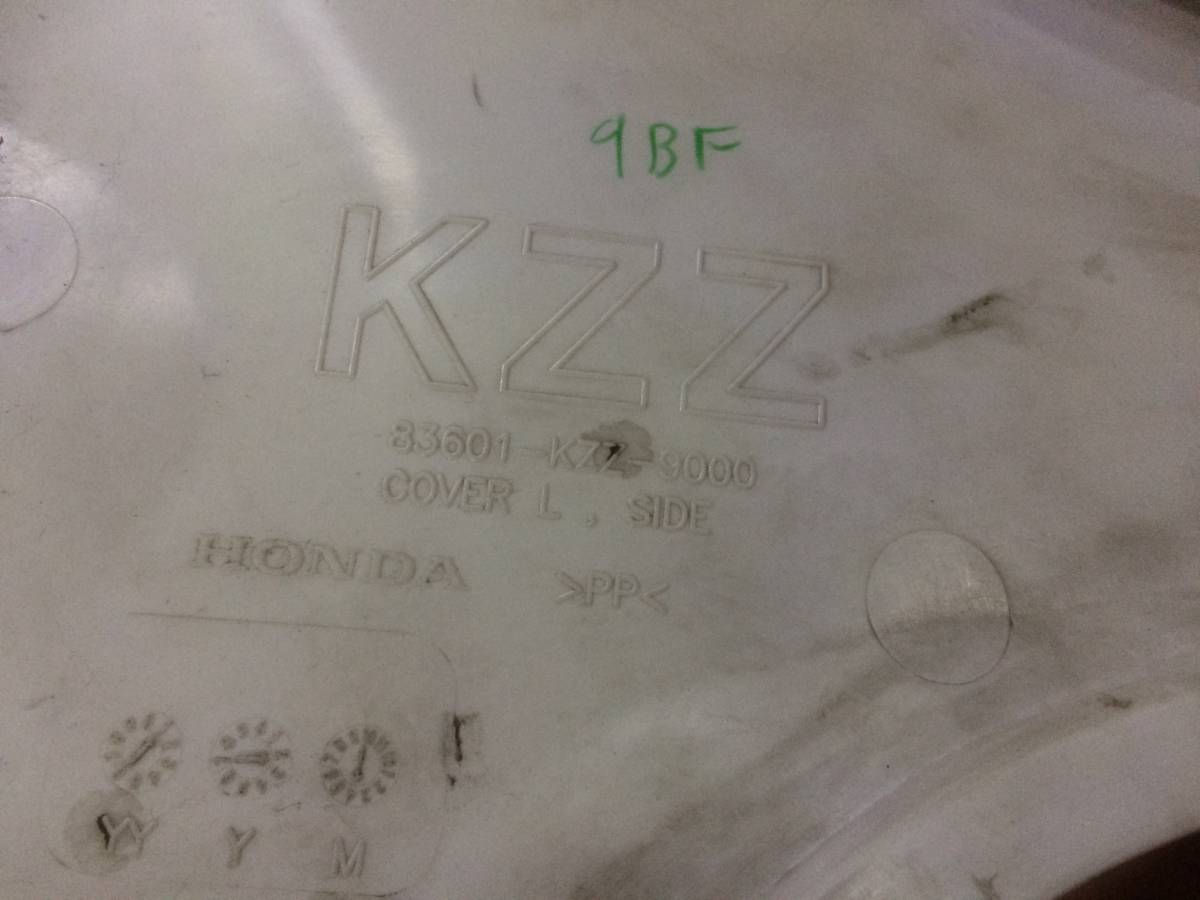 9BF
KZZ
83601-KZZ-9000
COVER L , SIDE
HONDA >PP<
YY Y M